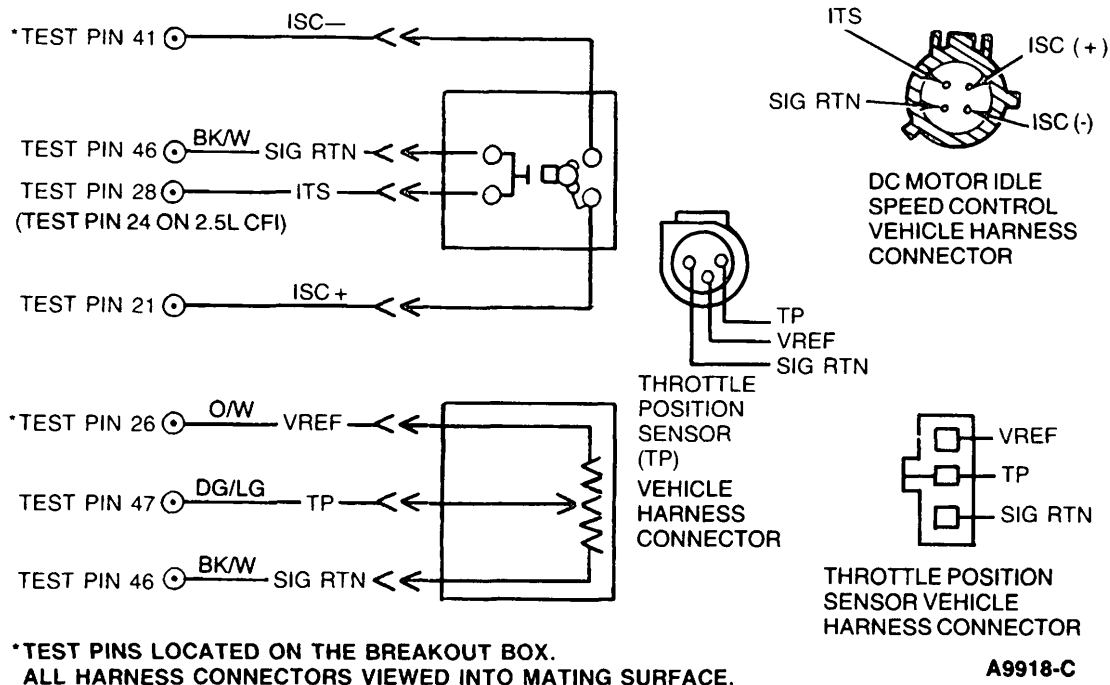 *TEST PIN 41 ISC—
TEST PIN 46 BK/W SIG RTN
TEST PIN 28 ITS
(TEST PIN 24 ON 2.5L CFI)
TEST PIN 21 ISC+
*TEST PIN 26 O/W VREF
TEST PIN 47 DG/LG TP
TEST PIN 46 BK/W SIG RTN
ITS
ISC (+)
SIG RTN
ISC (-)
DC MOTOR IDLE
SPEED CONTROL
VEHICLE HARNESS
CONNECTOR
TP
VREF
SIG RTN
THROTTLE
POSITION
SENSOR
(TP)
VEHICLE
HARNESS
CONNECTOR
VREF
TP
SIG RTN
THROTTLE POSITION
SENSOR VEHICLE
HARNESS CONNECTOR
*TEST PINS LOCATED ON THE BREAKOUT BOX.
ALL HARNESS CONNECTORS VIEWED INTO MATING SURFACE.
A9918-C